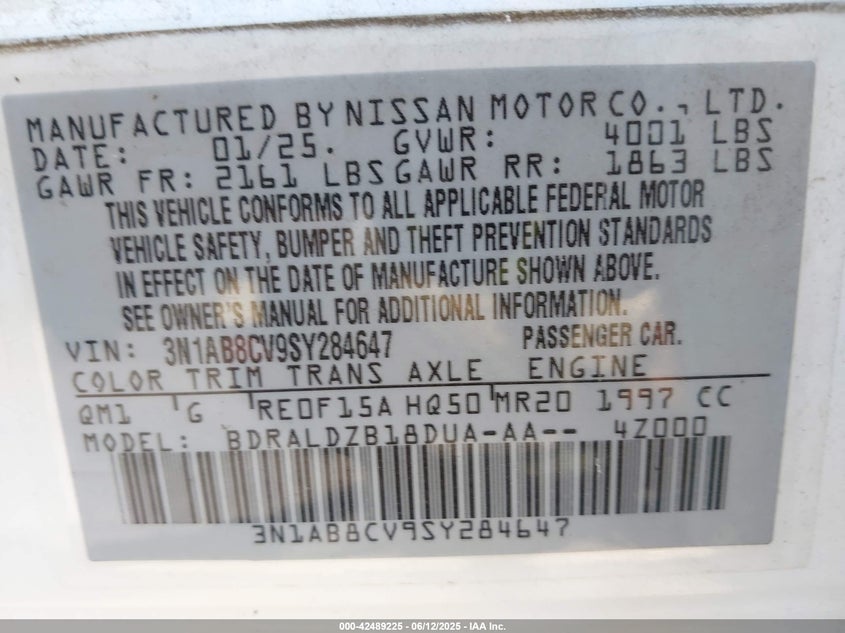 MANUFACTURED BY NISSAN MOTOR CO., LTD.
DATE: 01/25. GVWR: 4001 LBS
GAWR FR: 2161 LBS GAWR RR: 1863 LBS
THIS VEHICLE CONFORMS TO ALL APPLICABLE FEDERAL MOTOR
VEHICLE SAFETY, BUMPER AND THEFT PREVENTION STANDARDS
IN EFFECT ON THE DATE OF MANUFACTURE SHOWN ABOVE.
SEE OWNER'S MANUAL FOR ADDITIONAL INFORMATION.
VIN: 3N1AB8CV9SY284647 PASSENGER CAR.
COLOR TRIM TRANS AXLE ENGINE
QM1 G RE0F15A HQ50 MR20 1997 CC
MODEL: BDRALDZB18DUA-AA-- 4Z000
3N1AB8CV9SY284647
000-42489225 - 06/12/2025 - IAA Inc.